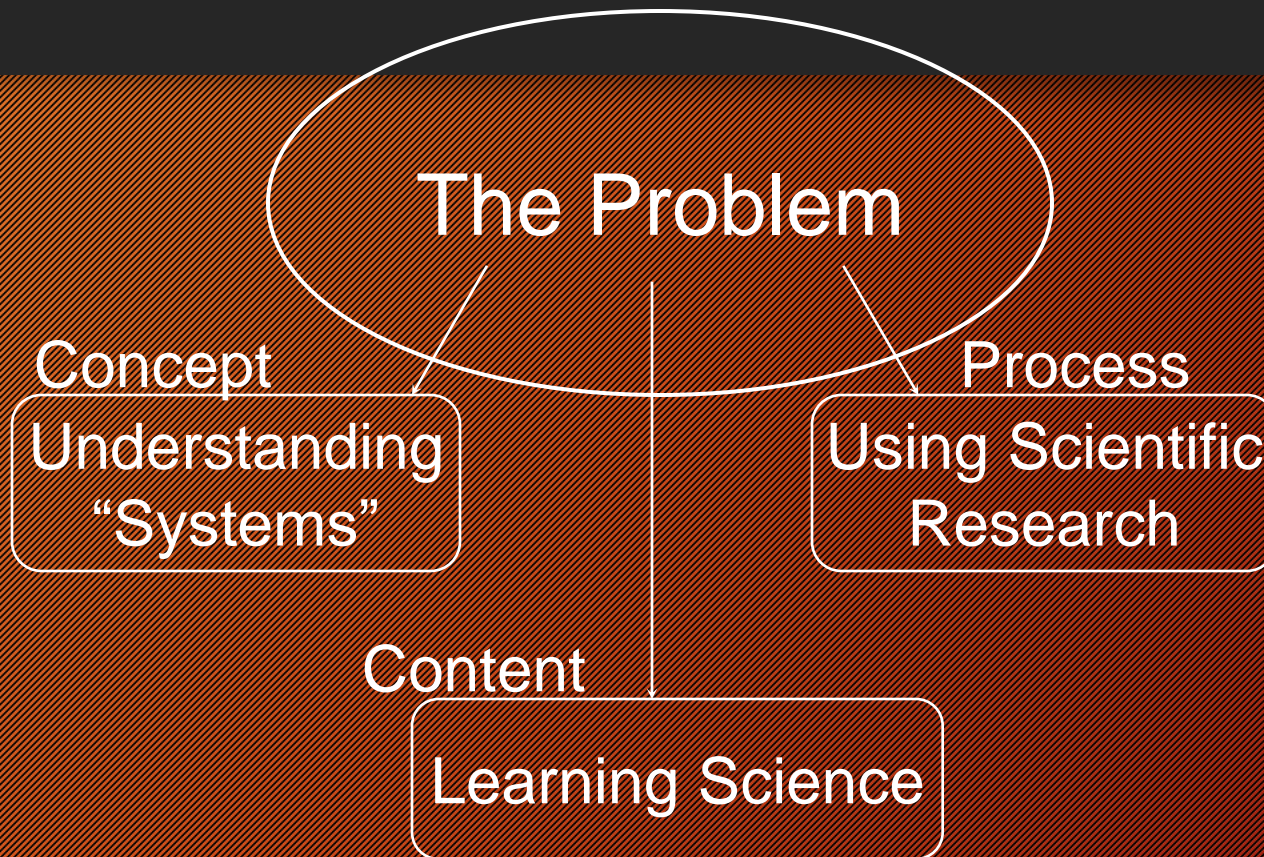 The Problem
Concept
Understanding
“Systems”
Process
Using Scientific
Research
Content
Learning Science